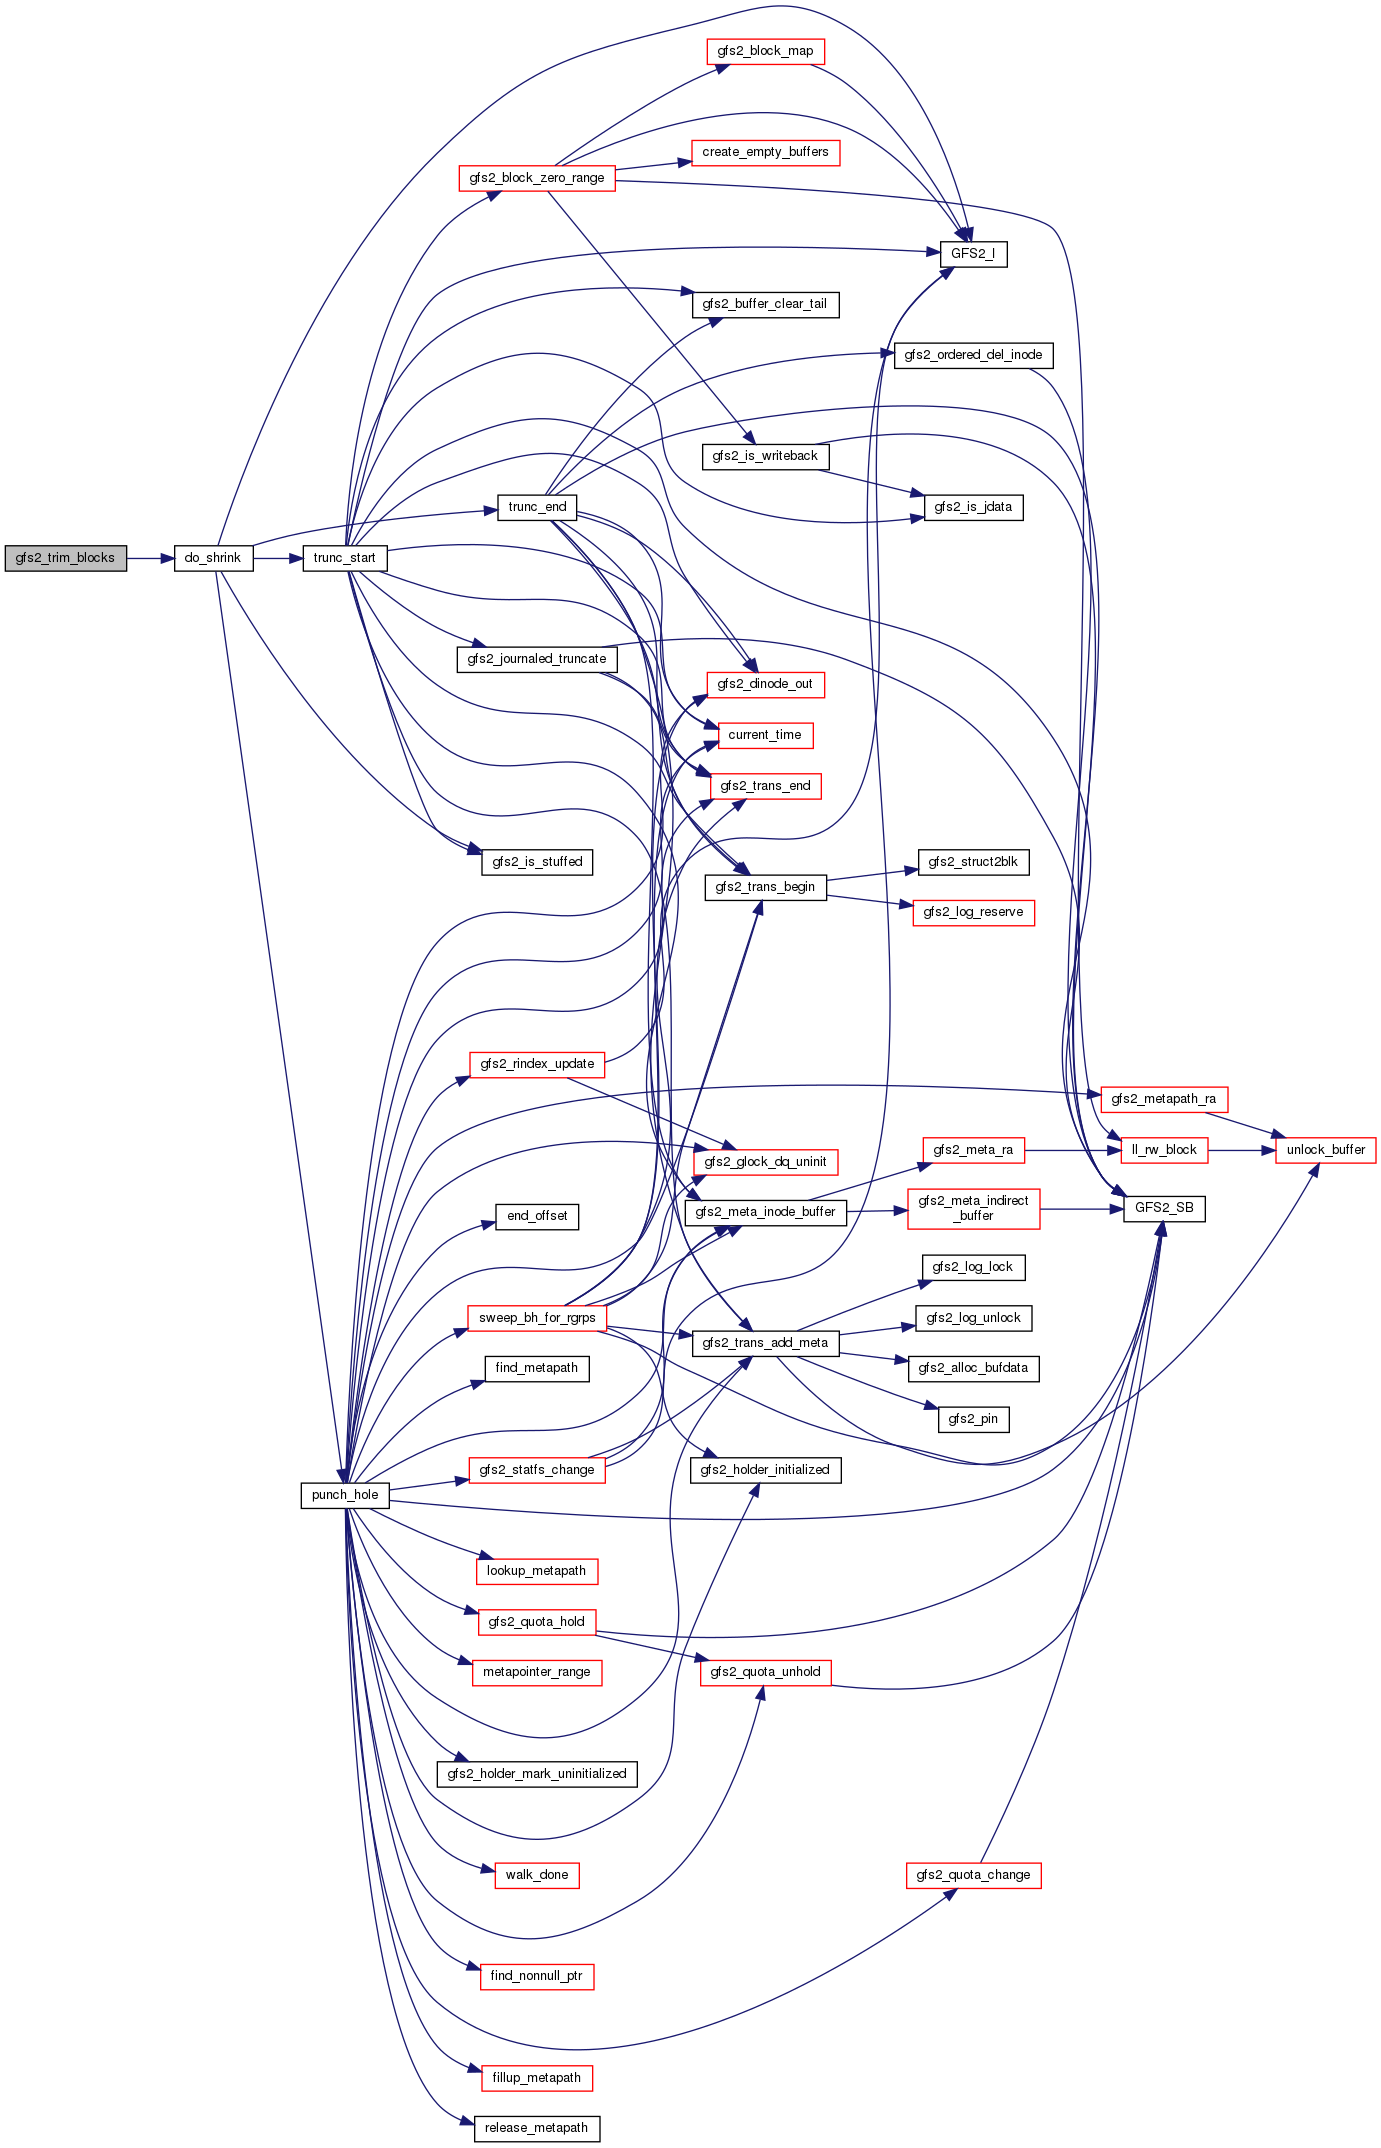 gfs2_block_map
create_empty_buffers
gfs2_block_zero_range
GFS2_I
gfs2_buffer_clear_tail
gfs2_ordered_del_inode
gfs2_is_writeback
gfs2_is_jdata
trunc_end
gfs2_trim_blocks
do_shrink
trunc_start
gfs2_journaled_truncate
gfs2_dinode_out
current_time
gfs2_trans_end
gfs2_is_stuffed
gfs2_struct2blk
gfs2_trans_begin
gfs2_log_reserve
gfs2_rindex_update
gfs2_metapath_ra
gfs2_meta_ra
ll_rw_block
unlock_buffer
gfs2_glock_dq_uninit
end_offset
gfs2_meta_inode_buffer
gfs2_meta_indirect
_buffer
GFS2_SB
gfs2_log_lock
sweep_bh_for_rgrps
gfs2_log_unlock
gfs2_trans_add_meta
find_metapath
gfs2_alloc_bufdata
gfs2_pin
gfs2_statfs_change
gfs2_holder_initialized
punch_hole
lookup_metapath
gfs2_quota_hold
metapointer_range
gfs2_quota_unhold
gfs2_holder_mark_uninitialized
walk_done
gfs2_quota_change
find_nonnull_ptr
fillup_metapath
release_metapath